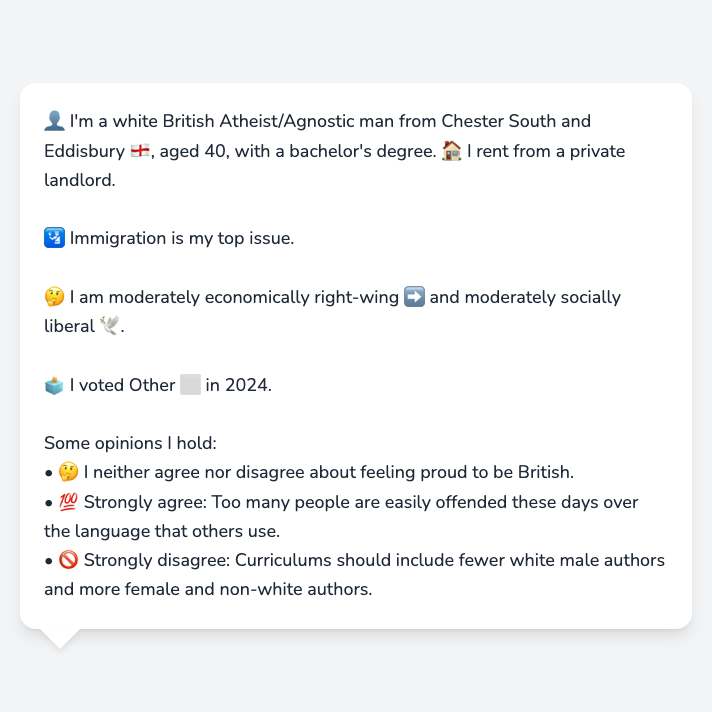 👤 I'm a white British Atheist/Agnostic man from Chester South and
Eddisbury 🏴󠁧󠁢󠁥󠁮󠁧󠁿, aged 40, with a bachelor's degree. 🏠 I rent from a private
landlord.
🛂 Immigration is my top issue.
🤔 I am moderately economically right-wing ➡️ and moderately socially
liberal 🕊️.
🗳️ I voted Other ⬜ in 2024.
Some opinions I hold:
• 🤔 I neither agree nor disagree about feeling proud to be British.
• 💯 Strongly agree: Too many people are easily offended these days over
the language that others use.
• 🚫 Strongly disagree: Curriculums should include fewer white male authors
and more female and non-white authors.